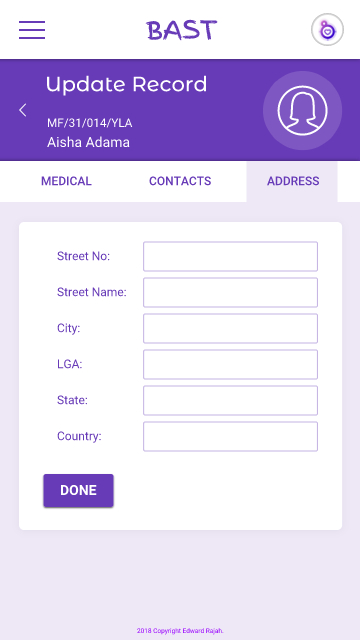 BAST
Update Record
MF/31/014/YLA
Aisha Adama
MEDICAL CONTACTS ADDRESS
Street No:
Street Name:
City:
LGA:
State:
Country:
DONE
2018 Copyright Edward Rajah.